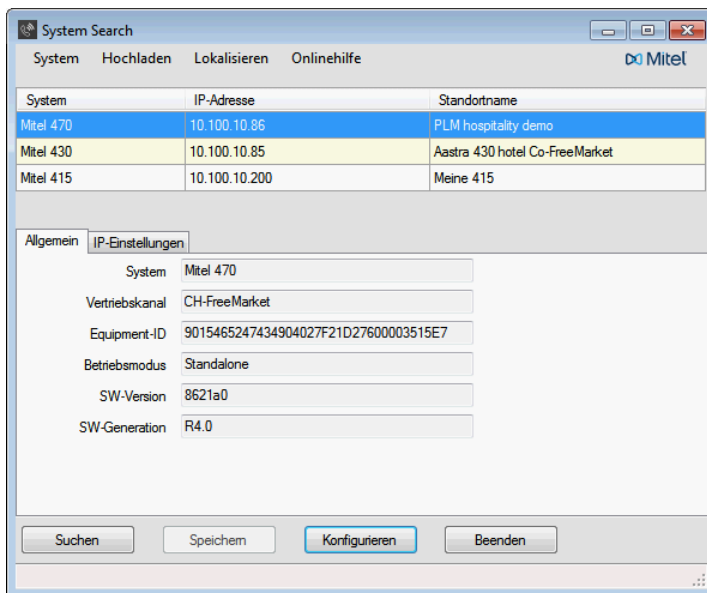 System Search
System Hochladen Lokalisieren Onlinehilfe Mitel
System IP-Adresse Standortname
Mitel 470 10.100.10.86 PLM hospitality demo
Mitel 430 10.100.10.85 Aastra 430 hotel Co-FreeMarket
Mitel 415 10.100.10.200 Meine 415
Allgemein IP-Einstellungen
System Mitel 470
Vertriebskanal CH-FreeMarket
Equipment-ID 9015465247434904027F21D27600003515E7
Betriebsmodus Standalone
SW-Version 8621a0
SW-Generation R4.0
Suchen Speichern Konfigurieren Beenden